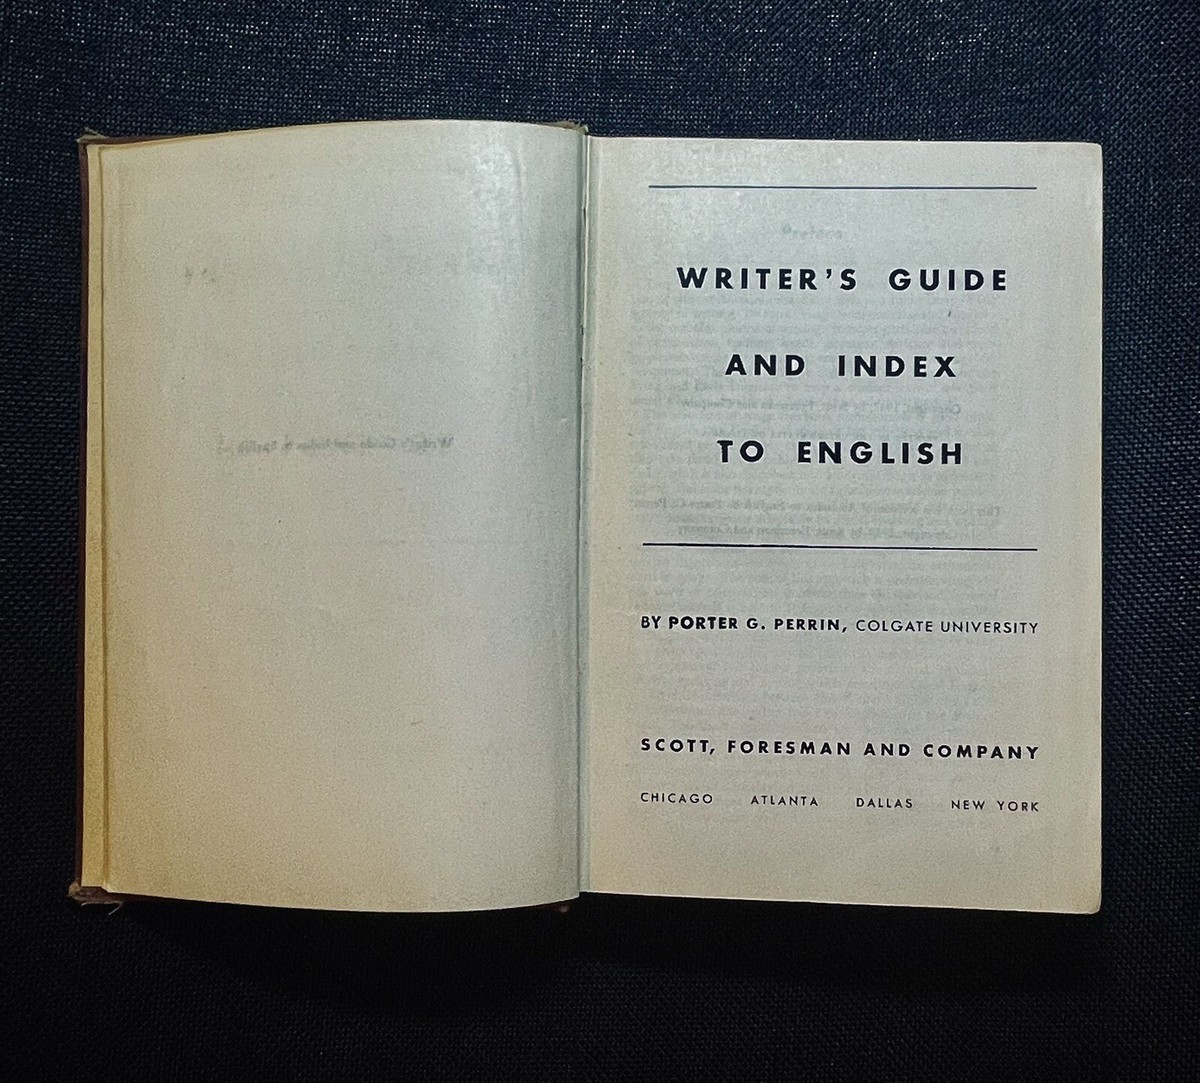 WRITER'S GUIDE
AND INDEX
TO ENGLISH
BY PORTER G. PERRIN, COLGATE UNIVERSITY
SCOTT, FORESMAN AND COMPANY
CHICAGO ATLANTA DALLAS NEW YORK